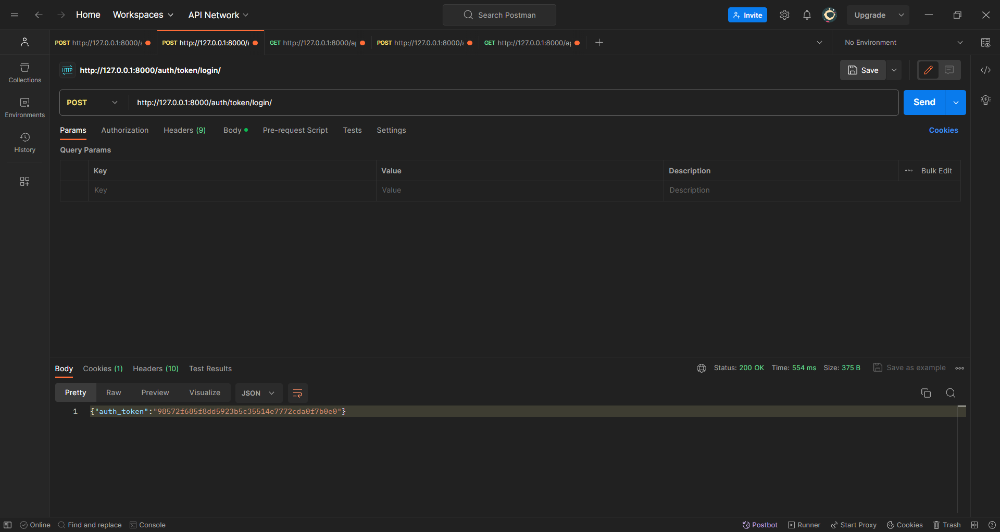 Home Workspaces API Network Search Postman Invite Upgrade
POST http://127.0.0.1:8000/ POST http://127.0.0.1:8000/ GET http://127.0.0.1:8000/a POST http://127.0.0.1:8000/ GET http://127.0.0.1:8000/a No Environment
HTTP http://127.0.0.1:8000/auth/token/login/ Save
Collections
POST http://127.0.0.1:8000/auth/token/login/ Send
Environments
Params Authorization Headers (9) Body Pre-request Script Tests Settings Cookies
History
Query Params
Key Value Description Bulk Edit
Key Value Description
Body Cookies (1) Headers (10) Test Results Status: 200 OK Time: 554 ms Size: 375 B Save as example
Pretty Raw Preview Visualize JSON
1 {"auth_token":"98572f685f8dd5923b5c35514e7772cda0f7b0e0"}
Online Find and replace Console Postbot Runner Start Proxy Cookies Trash